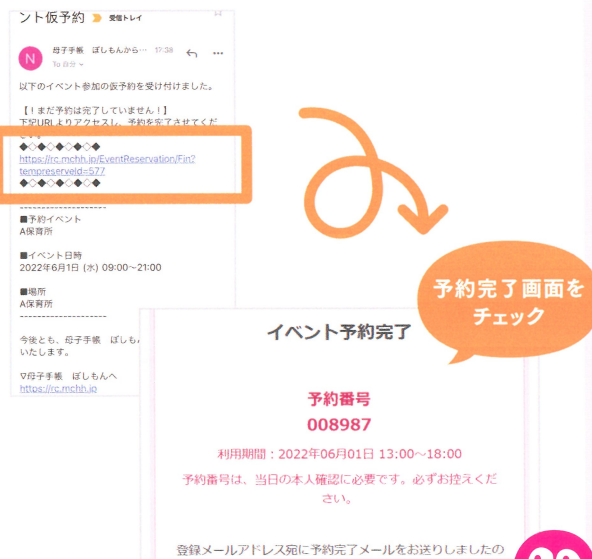 ント仮予約 受信トレイ
N
母子手帳 ぼしもんから… 17:38
To 自分
以下のイベント参加の仮予約を受け付けました。
【！まだ予約は完了していません！】
下記URLよりアクセスし、予約を完了させてくだ
さい。
◆◇◆◇◆◇◆
https://rc.mchh.jp/EventReservation/Fin?
tempreserveId=577
◆◇◆◇◆◇◆
--------------------
■予約イベント
A保育所
■イベント日時
2022年6月1日 (水) 09:00～21:00
■場所
A保育所
--------------------
今後とも、母子手帳 ぼしも
いたします。
▽母子手帳 ぼしもんへ
https://rc.mchh.jp
予約完了画面を
チェック
イベント予約完了
予約番号
008987
利用期間：2022年06月01日 13:00～18:00
予約番号は、当日の本人確認に必要です。必ずお控えくだ
さい。
登録メールアドレス宛に予約完了メールをお送りしましたの